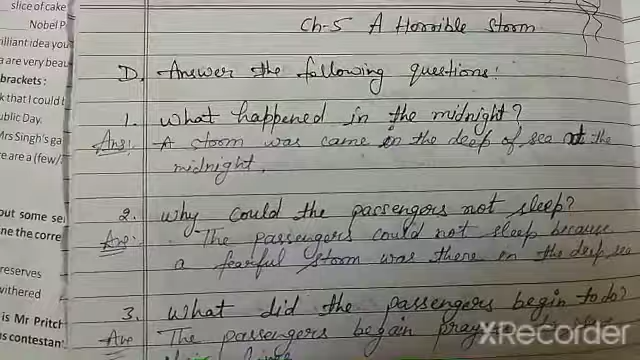 slice of cake
Nobel P
illiant idea you
a are very beau
brackets:
k that I could t
ublic Day.
Mrs Singh's ga
ere are a (few/
out some sei
ne the corre
reserves
withered
is Mr Pritch
s contestan
Ch-5 A Horrible Storm
D. Answer the following questions:
1. What happened in the midnight?
Ans: A storm was came in the deep of sea at the
midnight.
2. Why could the passengers not sleep?
Ans: The passengers could not sleep because
a fearful storm was there in the deep sea
3. What did the passengers begin to do?
Ans The passengers begain
XRecorder